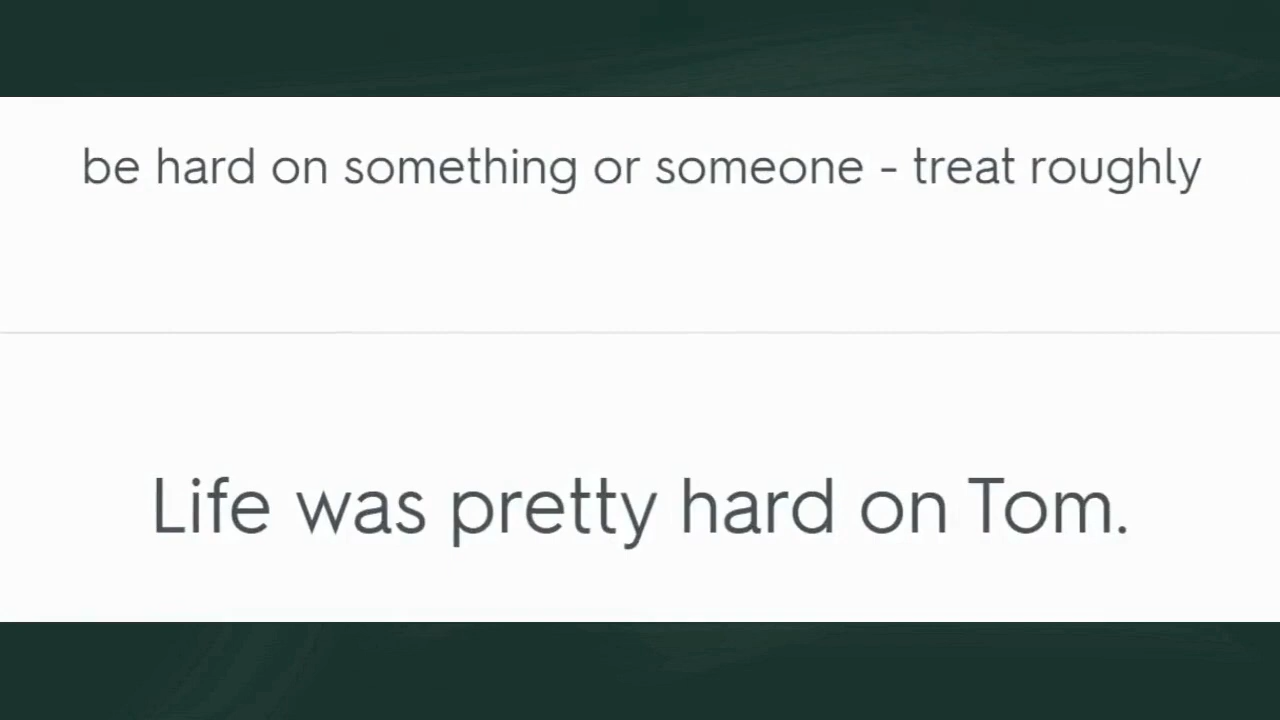 be hard on something or someone - treat roughly
Life was pretty hard on Tom.